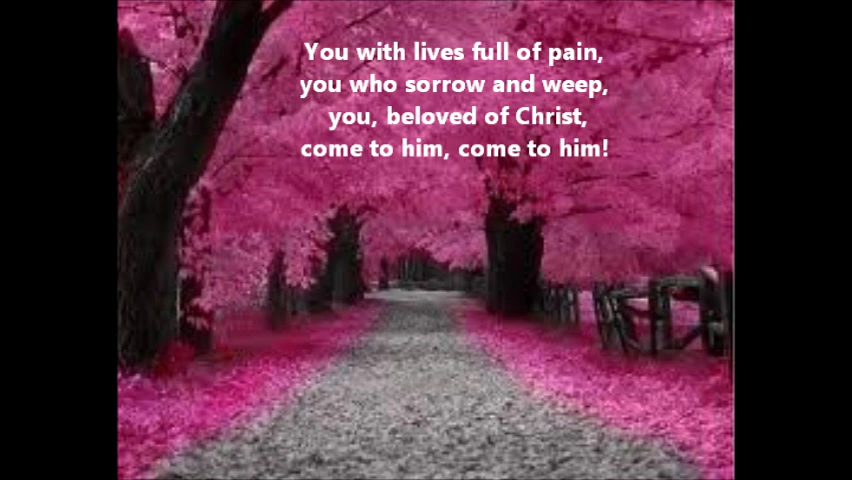 You with lives full of pain,
you who sorrow and weep,
you, beloved of Christ,
come to him, come to him!